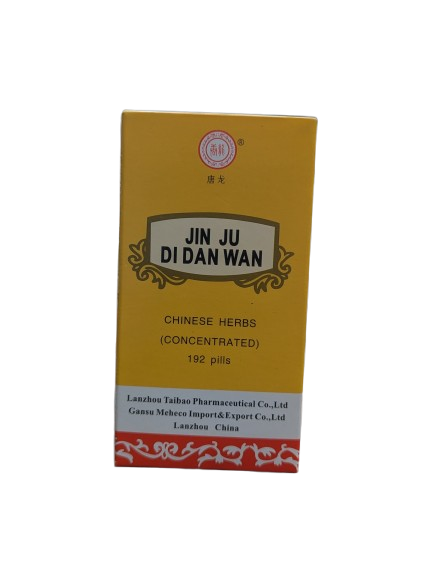 ®
唐龙
JIN JU
DI DAN WAN
CHINESE HERBS
(CONCENTRATED)
192 pills
Lanzhou Taibao Pharmaceutical Co.,Ltd
Gansu Meheco Import&Export Co.,Ltd
Lanzhou China